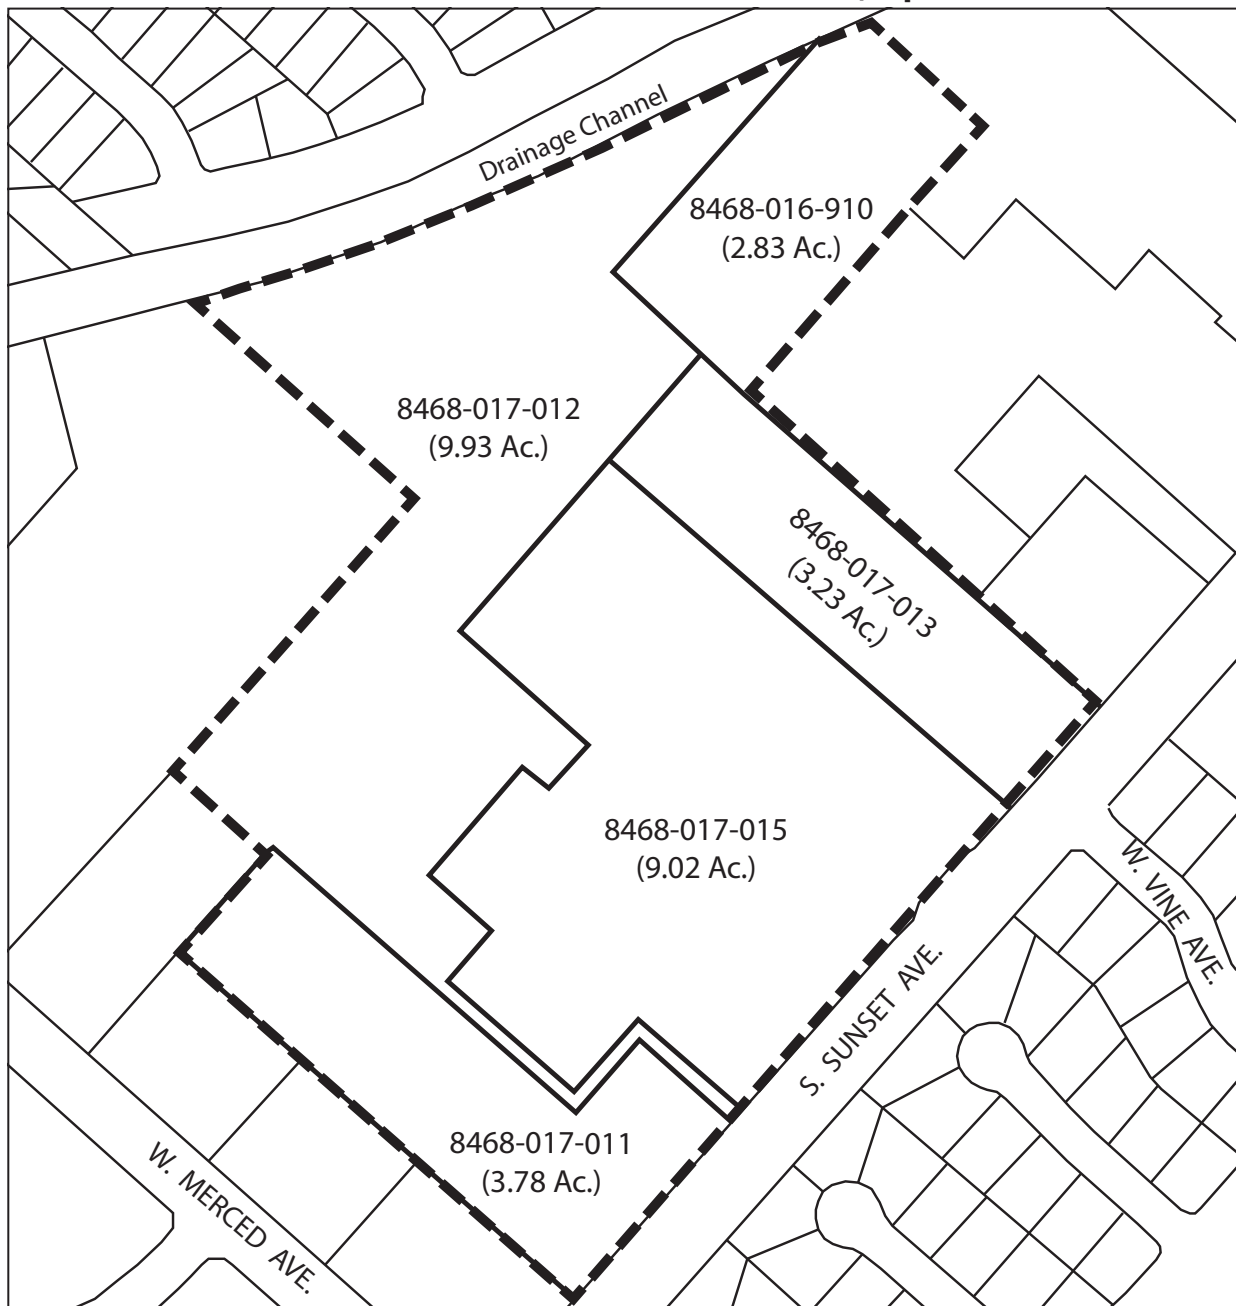 Drainage Channel
8468-016-910
(2.83 Ac.)
8468-017-012
(9.93 Ac.)
8468-017-013
(3.23 Ac.)
8468-017-015
(9.02 Ac.)
W. VINE AVE.
S. SUNSET AVE.
8468-017-011
(3.78 Ac.)
W. MERCED AVE.